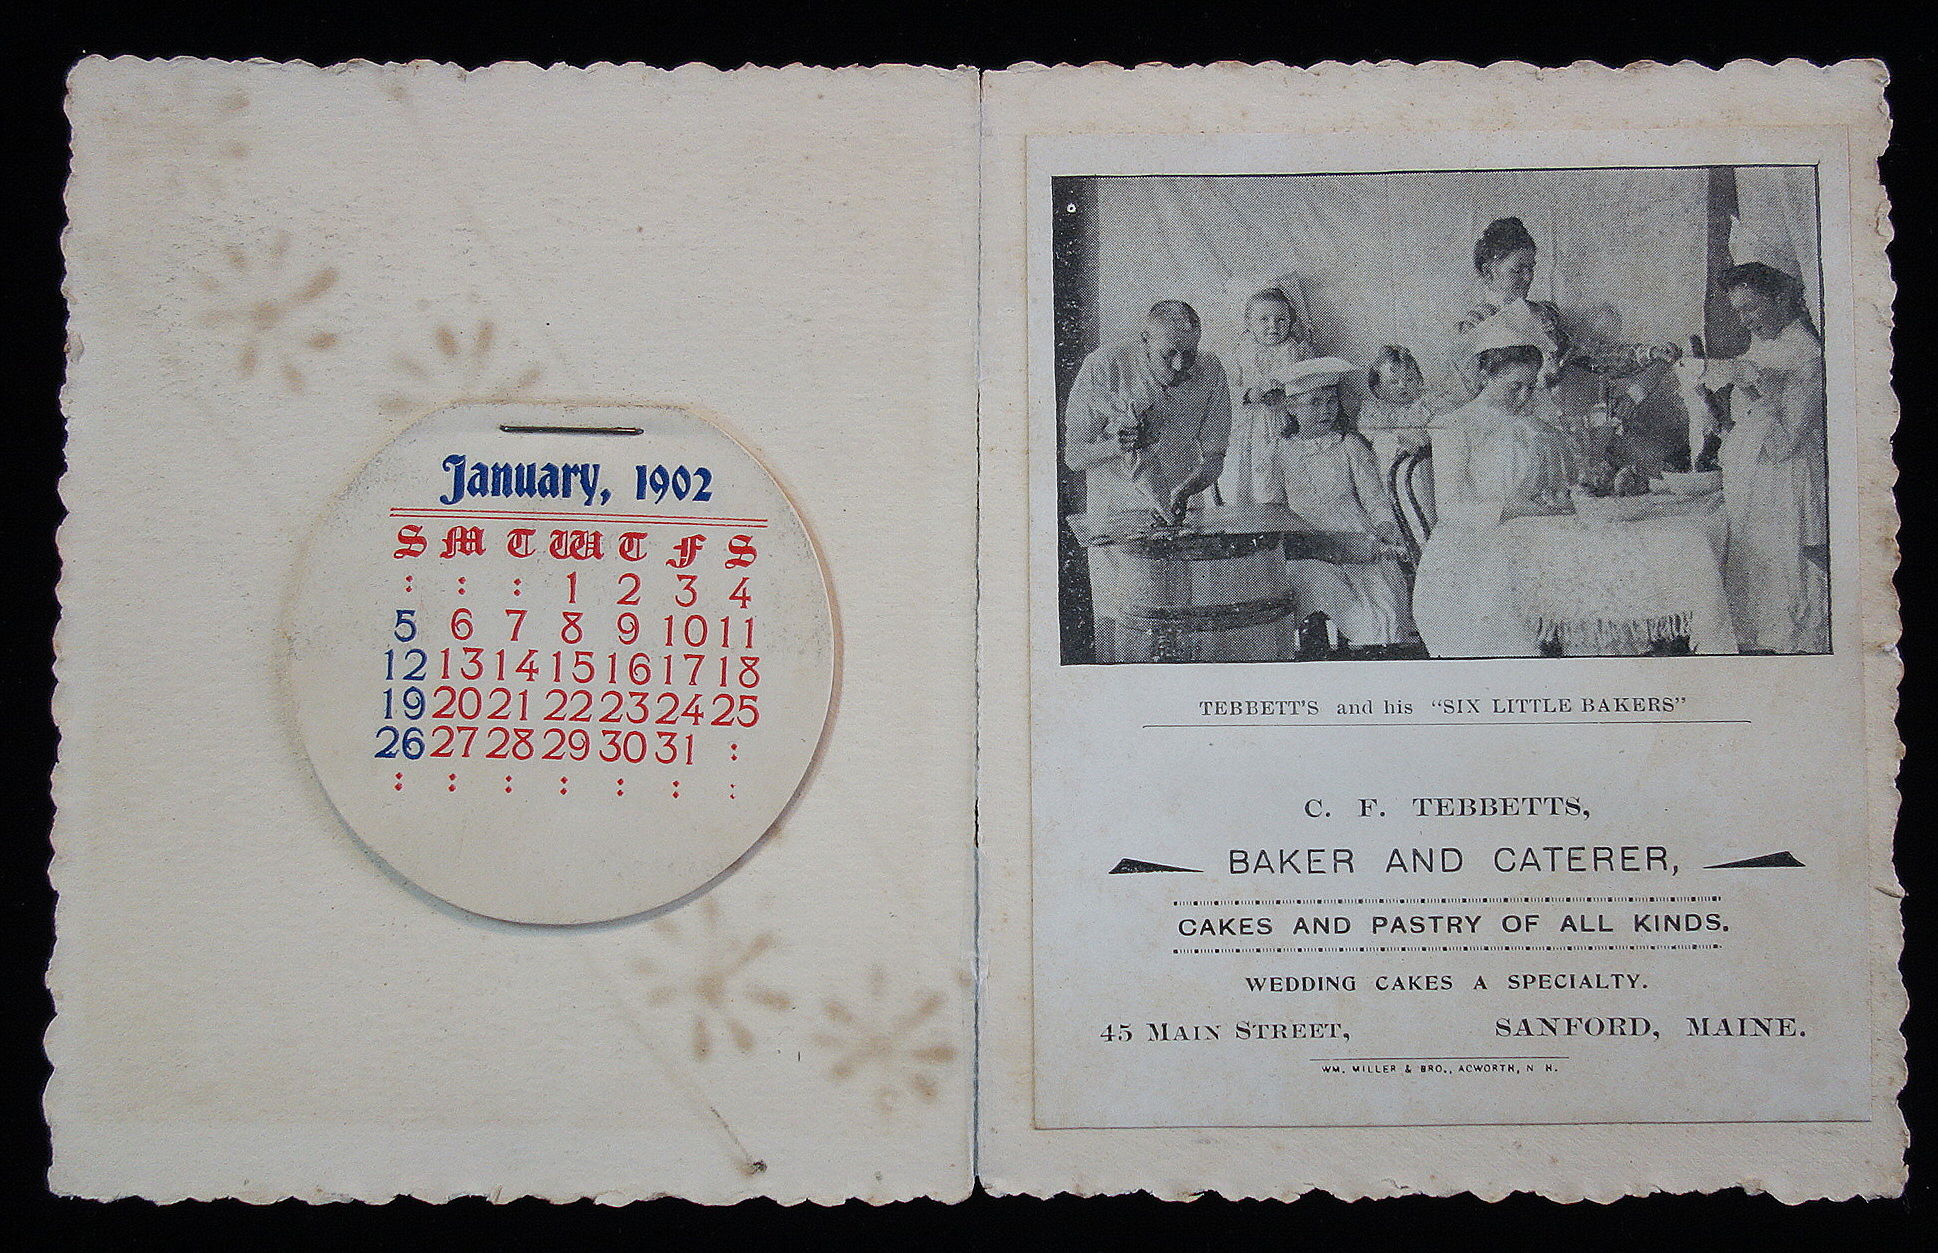 January, 1902
S M T W T F S
: : : 1 2 3 4
5 6 7 8 9 10 11
12 13 14 15 16 17 18
19 20 21 22 23 24 25
26 27 28 29 30 31 :
: : : : : : :
TEBBETT'S and his "SIX LITTLE BAKERS"
C. F. TEBBETTS,
BAKER AND CATERER,
CAKES AND PASTRY OF ALL KINDS.
WEDDING CAKES A SPECIALTY.
45 MAIN STREET, SANFORD, MAINE.
WM. MILLER & BRO., ACWORTH, N H.